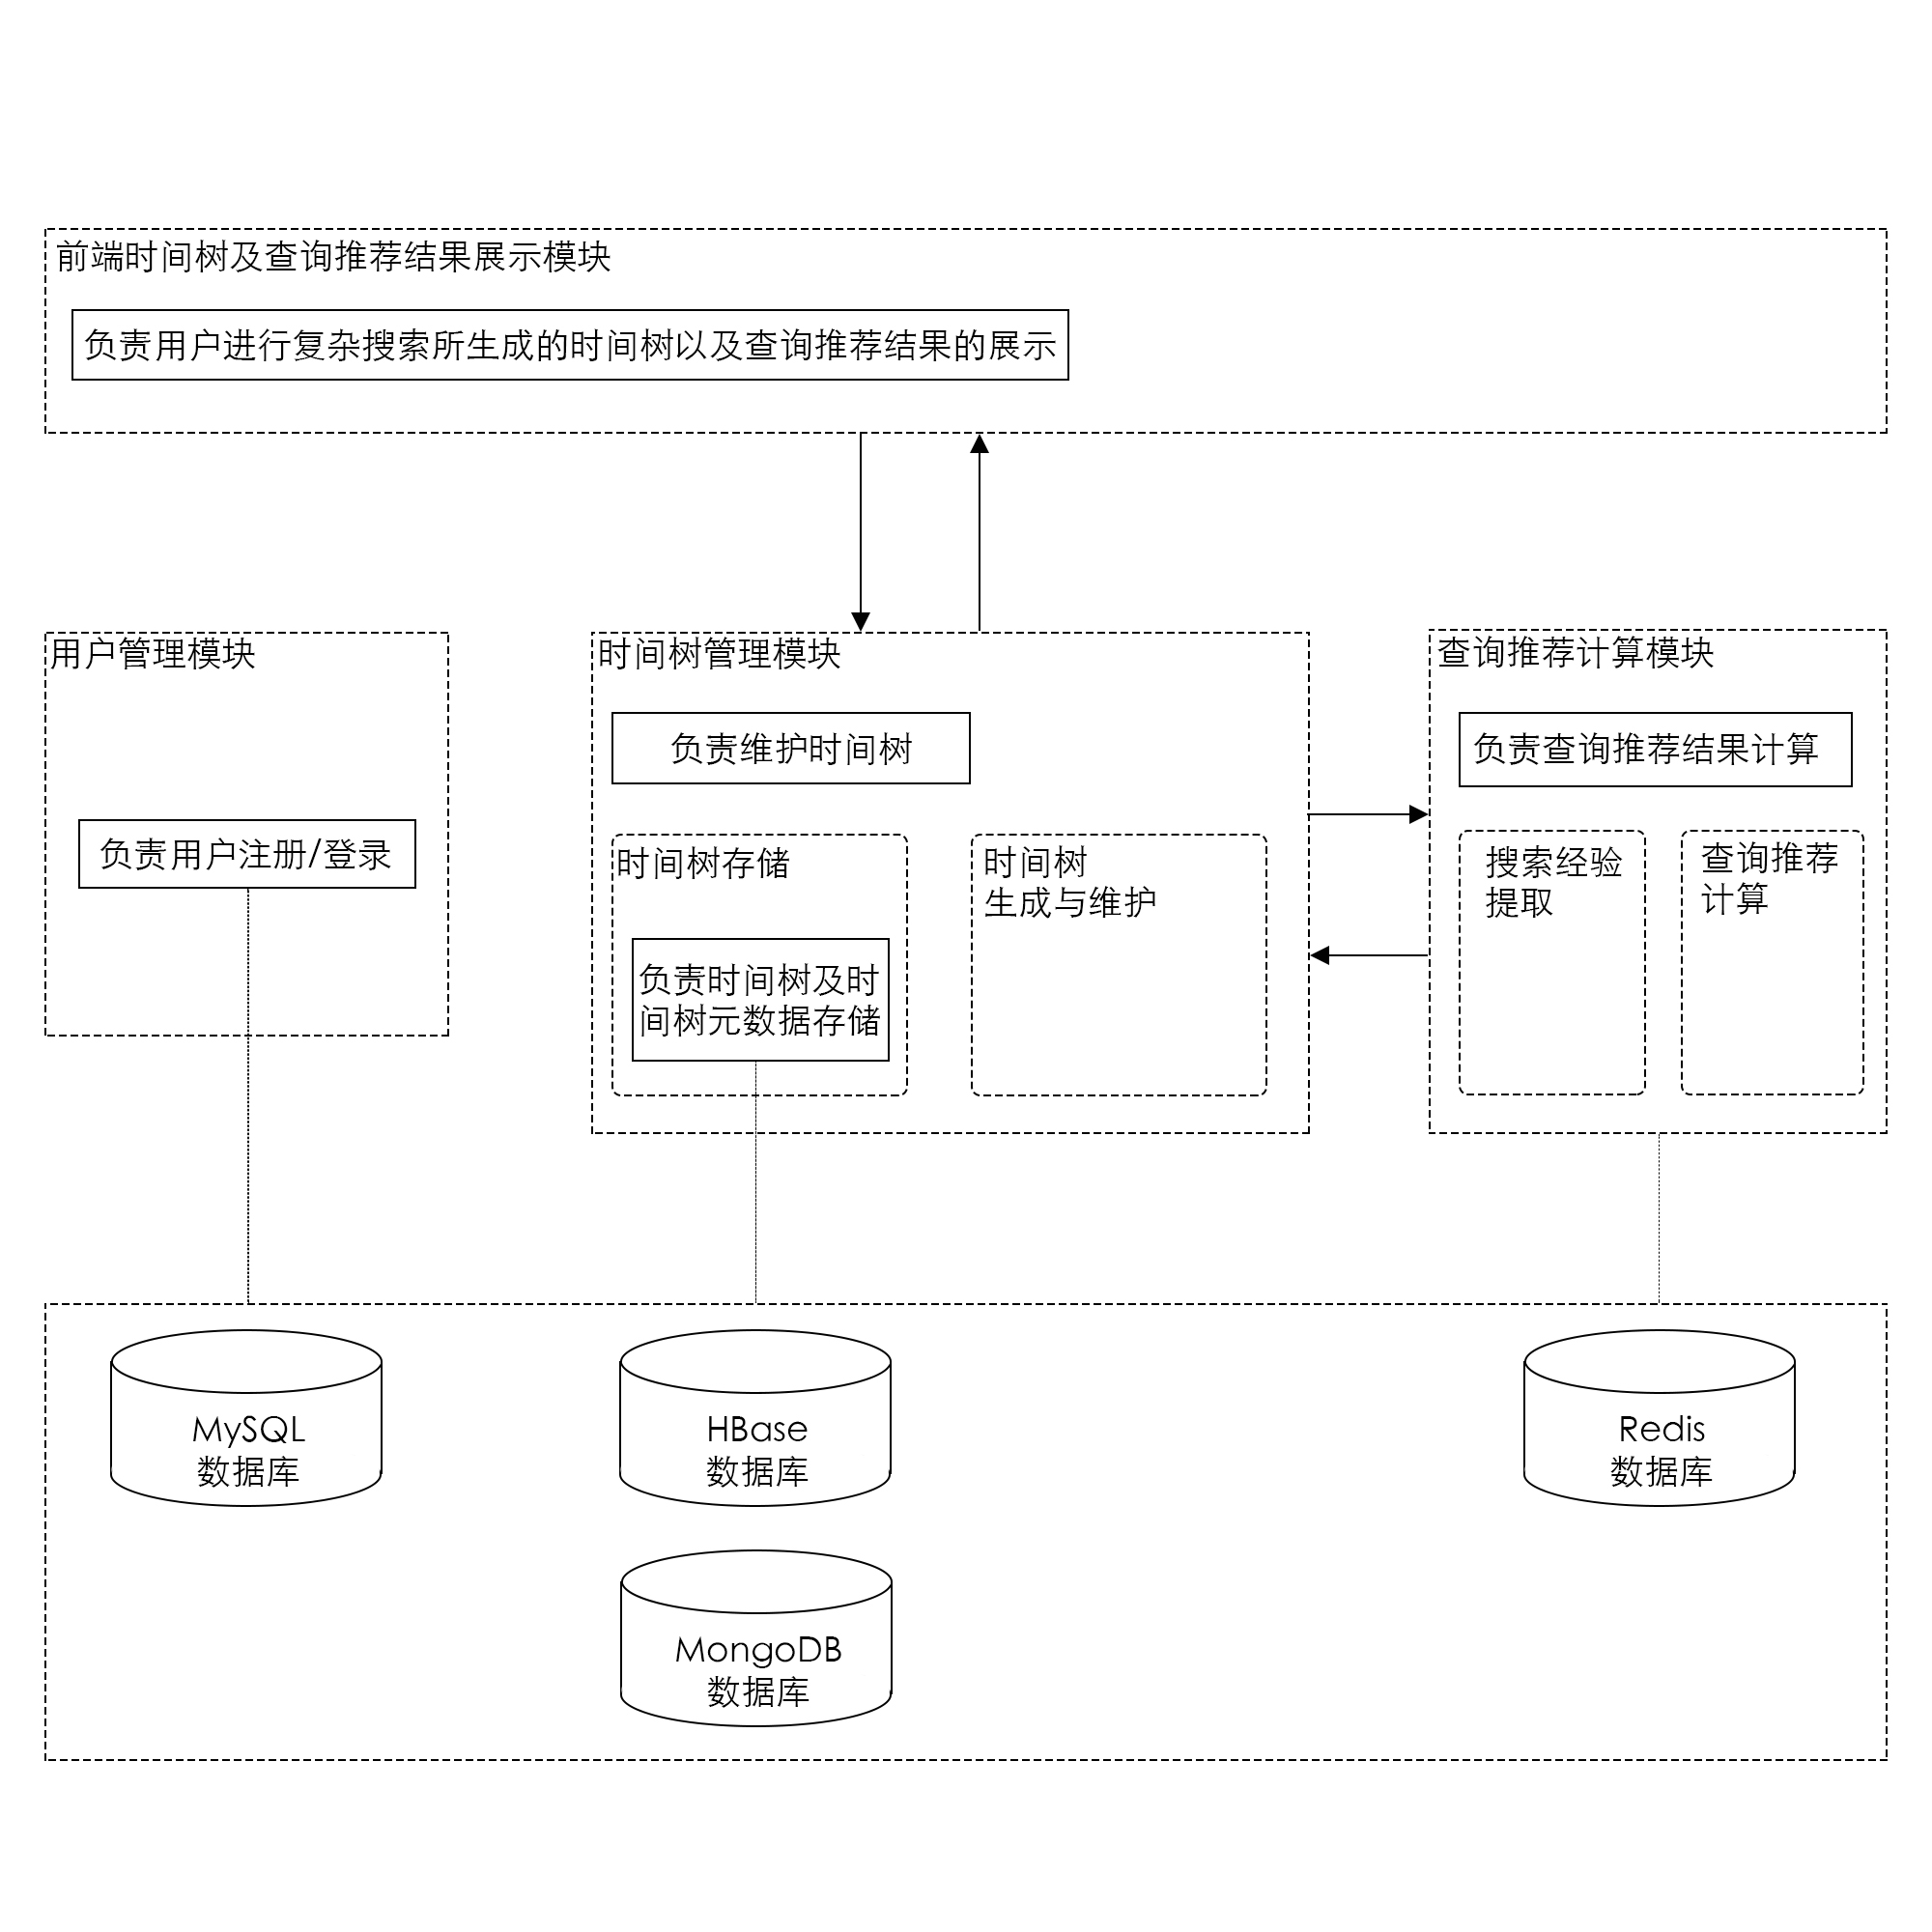 前端时间树及查询推荐结果展示模块
负责用户进行复杂搜索所生成的时间树以及查询推荐结果的展示
用户管理模块
负责用户注册/登录
时间树管理模块
负责维护时间树
时间树存储
负责时间树及时
间树元数据存储
时间树
生成与维护
查询推荐计算模块
负责查询推荐结果计算
搜索经验
提取
查询推荐
计算
MySQL
数据库
HBase
数据库
Redis
数据库
MongoDB
数据库